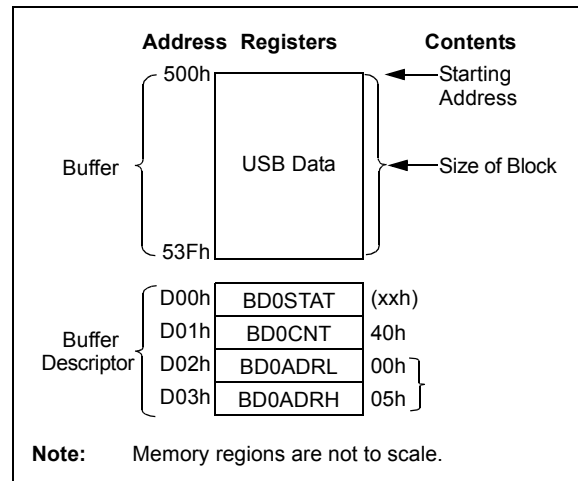 Address Registers Contents
500h Starting
Address
Buffer USB Data Size of Block
53Fh
D00h BD0STAT (xxh)
Buffer
Descriptor
D01h BD0CNT 40h
D02h BD0ADRL 00h
D03h BD0ADRH 05h
Note: Memory regions are not to scale.